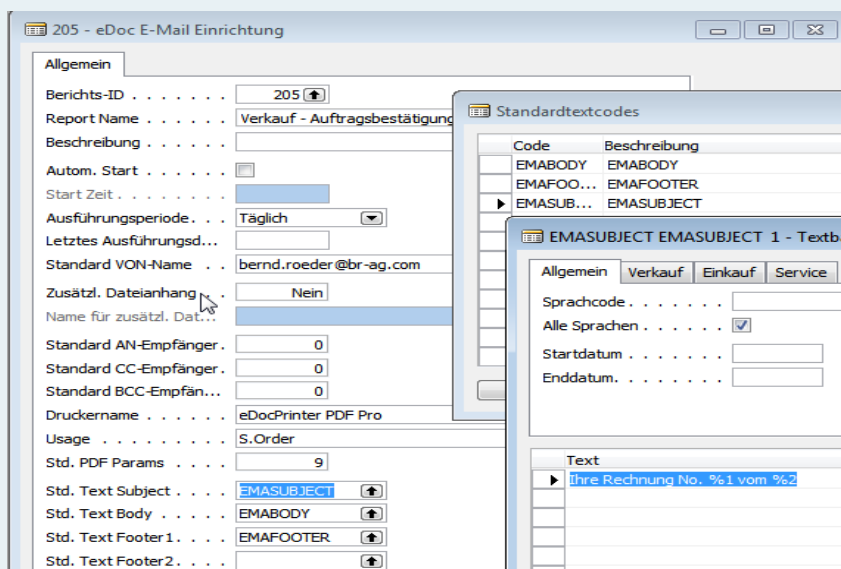 205 - eDoc E-Mail Einrichtung
Allgemein
Berichts-ID . . . . . . . 205
Report Name . . . . . . Verkauf - Auftragsbestätigung
Beschreibung . . . . . .
Autom. Start . . . . . .
Start Zeit . . . . . . . .
Ausführungsperiode. . . Täglich
Letztes Ausführungsd...
Standard VON-Name . . bernd.roeder@br-ag.com
Zusätzl. Dateianhang . . Nein
Name für zusätzl. Dat...
Standard AN-Empfänger. 0
Standard CC-Empfänger. 0
Standard BCC-Empfän... 0
Druckername . . . . . . eDocPrinter PDF Pro
Usage . . . . . . . . . S.Order
Std. PDF Params . . . . 9
Std. Text Subject . . . . EMASUBJECT
Std. Text Body . . . . . EMABODY
Std. Text Footer1. . . . EMAFOOTER
Std. Text Footer2. . . .
Standardtextcodes
Code Beschreibung
EMABODY EMABODY
EMAFOO... EMAFOOTER
EMASUB... EMASUBJECT
EMASUBJECT EMASUBJECT 1 - Textb
Allgemein Verkauf Einkauf Service
Sprachcode . . . . . . .
Alle Sprachen . . . . . .
Startdatum . . . . . . .
Enddatum. . . . . . . .
Text
Ihre Rechnung No. %1 vom %2